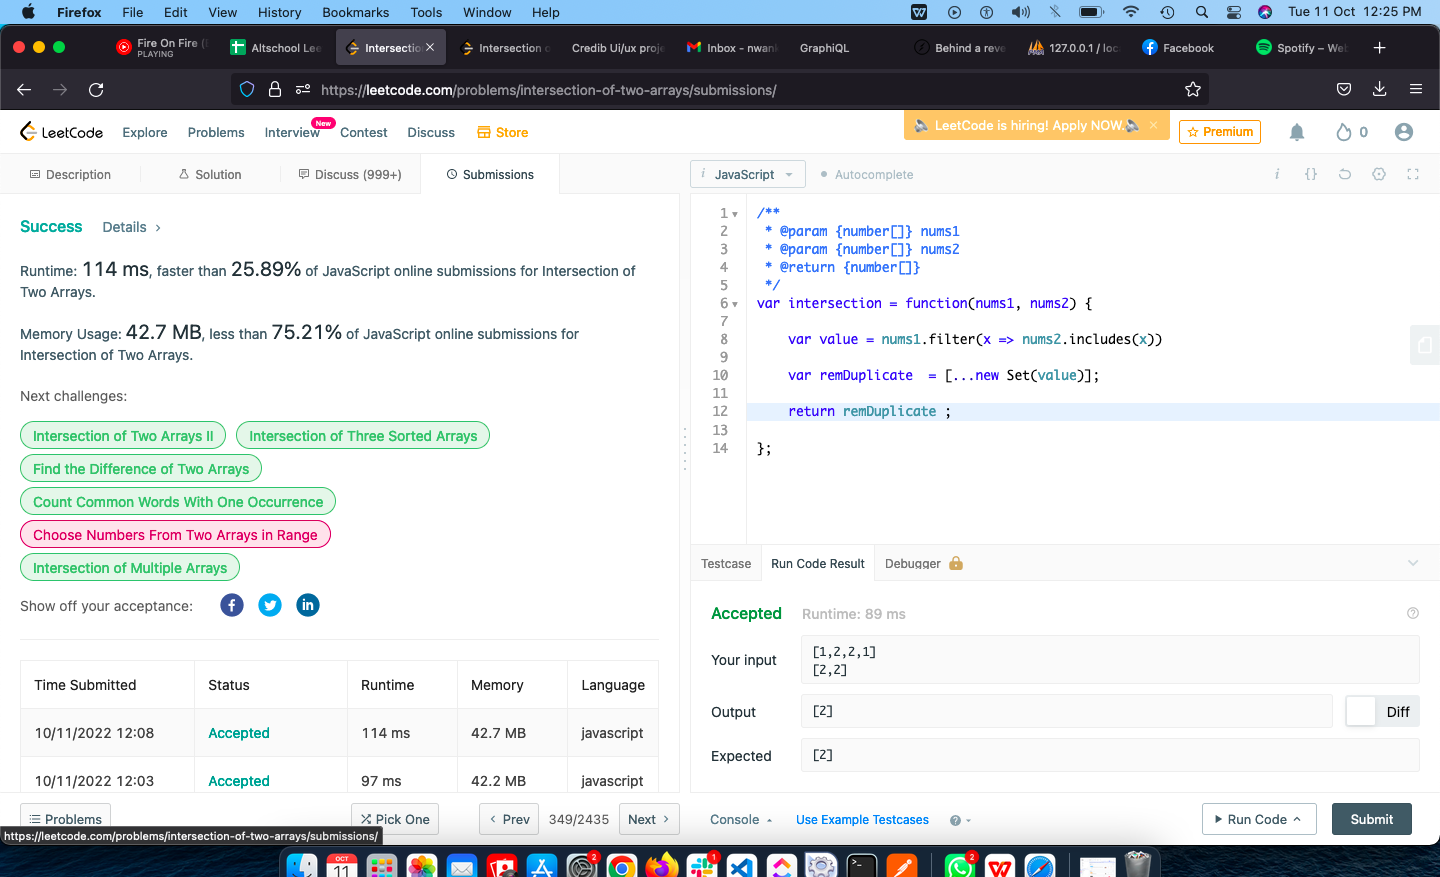 Firefox File Edit View History Bookmarks Tools Window Help Tue 11 Oct 12:25 PM
Fire On Fire (
PLAYING
Altschool Lee
Intersectio
Intersection o
Credib Ui/ux proje
Inbox - nwan
GraphiQL
Behind a reve
127.0.0.1 / loc
Facebook
Spotify – We
https://leetcode.com/problems/intersection-of-two-arrays/submissions/
LeetCode Explore Problems Interview New Contest Discuss Store
LeetCode is hiring! Apply NOW.
Premium
0
Description Solution Discuss (999+) Submissions
i JavaScript Autocomplete
i {}
Success Details >
Runtime: 114 ms, faster than 25.89% of JavaScript online submissions for Intersection of
Two Arrays.
Memory Usage: 42.7 MB, less than 75.21% of JavaScript online submissions for
Intersection of Two Arrays.
Next challenges:
Intersection of Two Arrays II Intersection of Three Sorted Arrays
Find the Difference of Two Arrays
Count Common Words With One Occurrence
Choose Numbers From Two Arrays in Range
Intersection of Multiple Arrays
Show off your acceptance:
Time Submitted Status Runtime Memory Language
10/11/2022 12:08 Accepted 114 ms 42.7 MB javascript
10/11/2022 12:03 Accepted 97 ms 42.2 MB javascript
1 /**
2 * @param {number[]} nums1
3 * @param {number[]} nums2
4 * @return {number[]}
5 */
6 var intersection = function(nums1, nums2) {
7
8 var value = nums1.filter(x => nums2.includes(x))
9
10 var remDuplicate  = [...new Set(value)];
11
12 return remDuplicate ;
13
14 };
Testcase Run Code Result Debugger
Accepted Runtime: 89 ms
Your input
[1,2,2,1]
[2,2]
Output [2] Diff
Expected [2]
Problems Pick One < Prev 349/2435 Next >
Console Use Example Testcases Run Code Submit
https://leetcode.com/problems/intersection-of-two-arrays/submissions/
OCT
11
2
1
2